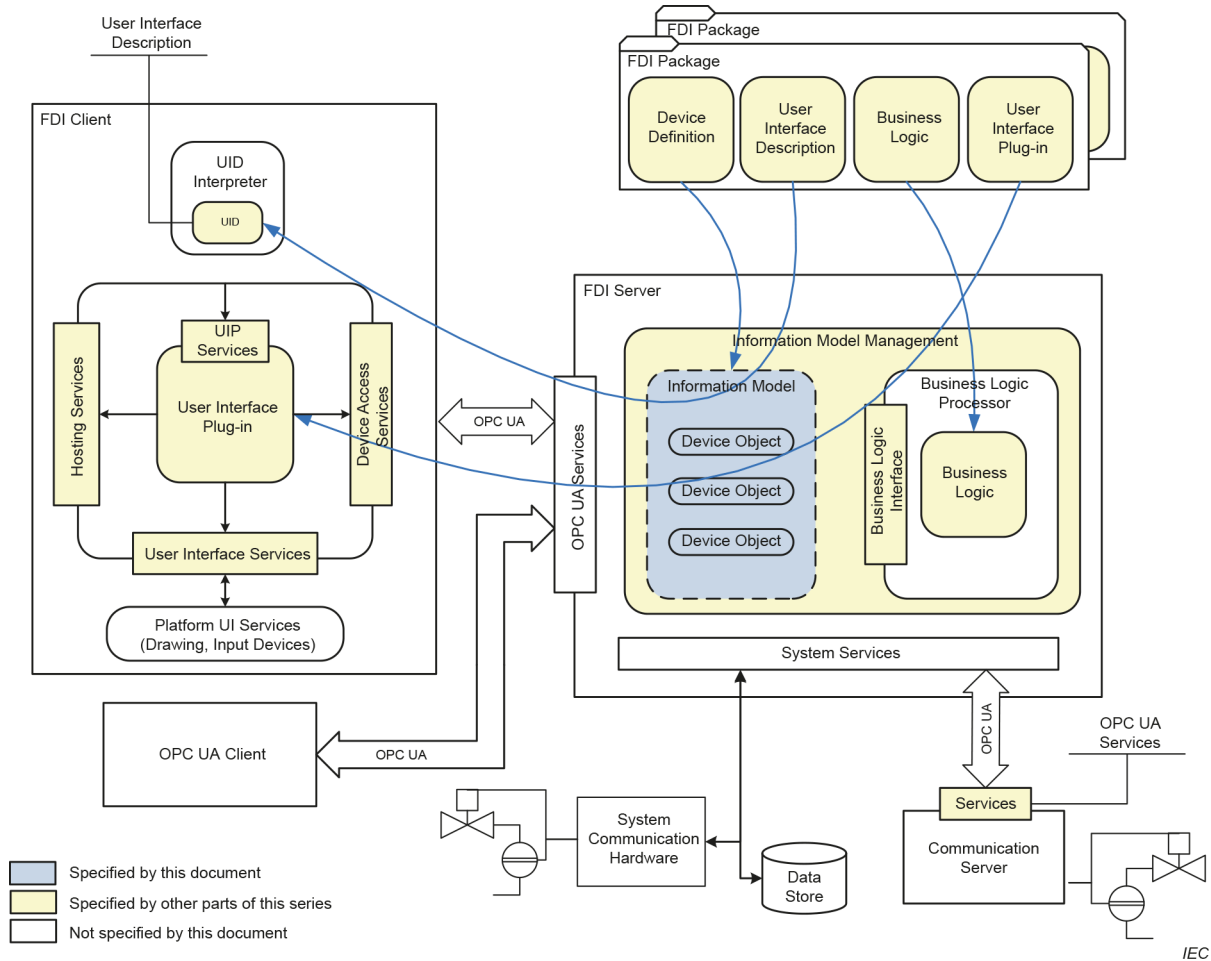 User Interface
Description
FDI Package
FDI Package
Device
Definition
User
Interface
Description
Business
Logic
User
Interface
Plug-in
FDI Client
UID
Interpreter
UID
UIP
Services
Hosting Services
User Interface
Plug-in
Device Access
Services
User Interface Services
Platform UI Services
(Drawing, Input Devices)
OPC UA
OPC UA Services
FDI Server
Information Model Management
Information Model
Device Object
Device Object
Device Object
Business Logic
Processor
Business Logic
Interface
Business
Logic
System Services
OPC UA Client
OPC UA
OPC UA
OPC UA
Services
Services
Communication
Server
System
Communication
Hardware
Data
Store
Specified by this document
Specified by other parts of this series
Not specified by this document
IEC